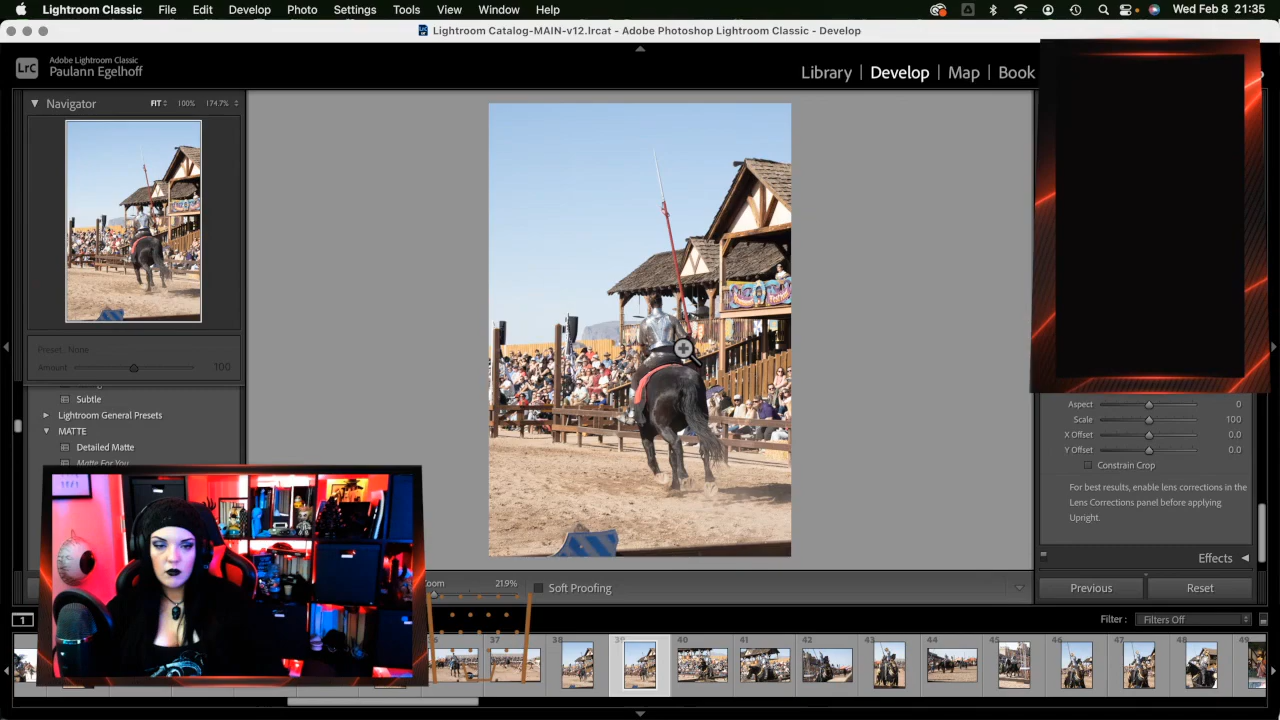 Lightroom Classic File Edit Develop Photo Settings Tools View Window Help Wed Feb 8 21:35
Lightroom Catalog-MAIN-v12.lrcat - Adobe Photoshop Lightroom Classic - Develop
LrC
Adobe Lightroom Classic
Paulann Egelhoff
Library | Develop | Map | Book
Navigator FIT 100% 174.7%
Preset: None
Amount 100
Subtle
Lightroom General Presets
MATTE
Detailed Matte
Matte For You
Aspect 0
Scale 100
X Offset 0.0
Y Offset 0.0
Constrain Crop
For best results, enable lens corrections in the
Lens Corrections panel before applying
Upright.
Effects
Zoom 21.9% Soft Proofing
Previous Reset
1
Filter : Filters Off
37 38 39 40 41 42 43 44 45 46 47 48 49